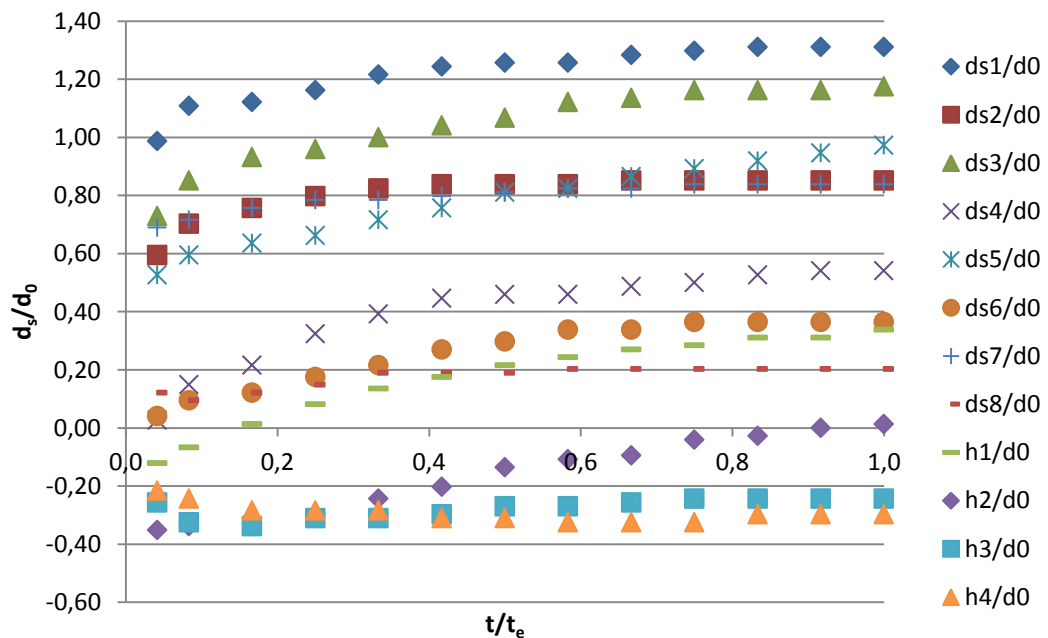 1,40
1,20
1,00
0,80
0,60
0,40
0,20
0,00
-0,20
-0,40
-0,60
0,0
0,2
0,4
0,6
0,8
1,0
ds/d0
t/te
ds1/d0
ds2/d0
ds3/d0
ds4/d0
ds5/d0
ds6/d0
ds7/d0
ds8/d0
h1/d0
h2/d0
h3/d0
h4/d0